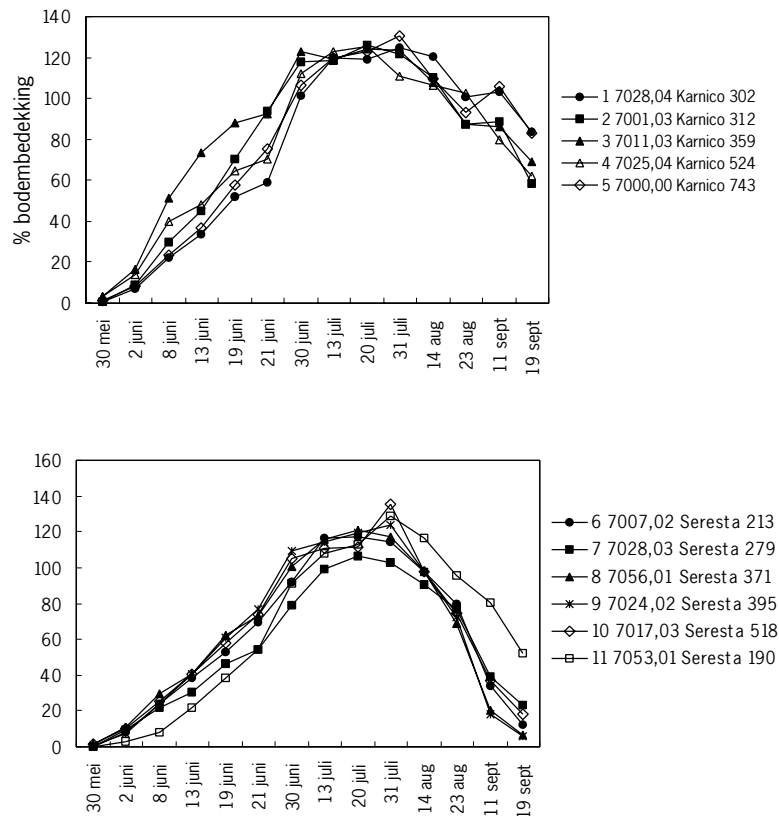 140
120
100
80
60
40
20
0
% bodembedekking
30 mei
2 juni
8 juni
13 juni
19 juni
21 juni
30 juni
13 juli
20 juli
31 juli
14 aug
23 aug
11 sept
19 sept
1 7028,04 Karnico 302
2 7001,03 Karnico 312
3 7011,03 Karnico 359
4 7025,04 Karnico 524
5 7000,00 Karnico 743
160
140
120
100
80
60
40
20
0
30 mei
2 juni
8 juni
13 juni
19 juni
21 juni
30 juni
13 juli
20 juli
31 juli
14 aug
23 aug
11 sept
19 sept
6 7007,02 Seresta 213
7 7028,03 Seresta 279
8 7056,01 Seresta 371
9 7024,02 Seresta 395
10 7017,03 Seresta 518
11 7053,01 Seresta 190